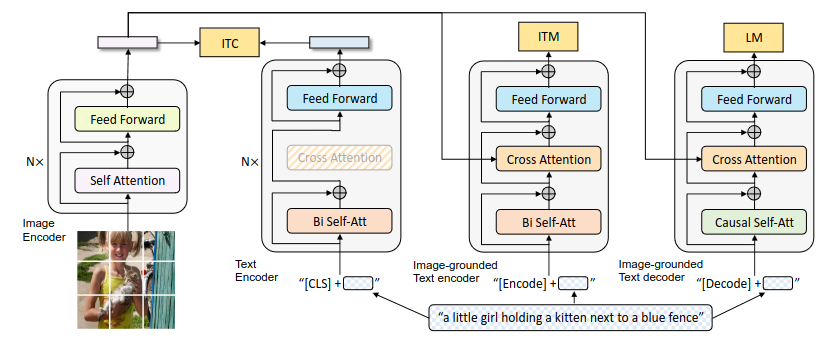 ITC
ITM
LM
Feed Forward
Self Attention
N×
Image
Encoder
Feed Forward
Cross Attention
Bi Self-Att
N×
Text
Encoder
"[CLS] + "
Feed Forward
Cross Attention
Bi Self-Att
Image-grounded
Text encoder
"[Encode] + "
Feed Forward
Cross Attention
Causal Self-Att
Image-grounded
Text decoder
"[Decode] + "
"a little girl holding a kitten next to a blue fence"